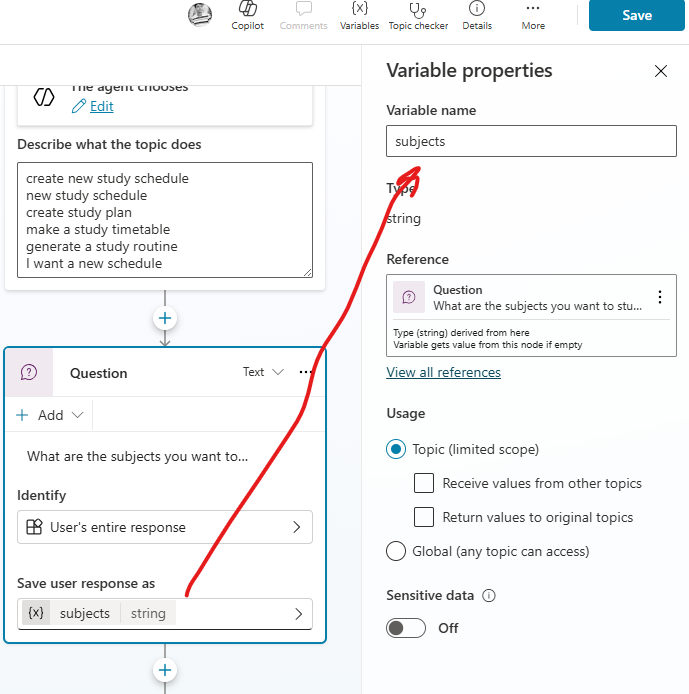 Copilot
Comments
Variables
Topic checker
Details
More
Save
The agent chooses
Edit
Describe what the topic does
create new study schedule
new study schedule
create study plan
make a study timetable
generate a study routine
I want a new schedule
Question
Text
Add
What are the subjects you want to...
Identify
User's entire response
Save user response as
{x} subjects string
Variable properties
Variable name
subjects
Type
string
Reference
Question
What are the subjects you want to stu...
Type (string) derived from here
Variable gets value from this node if empty
View all references
Usage
Topic (limited scope)
Receive values from other topics
Return values to original topics
Global (any topic can access)
Sensitive data
Off